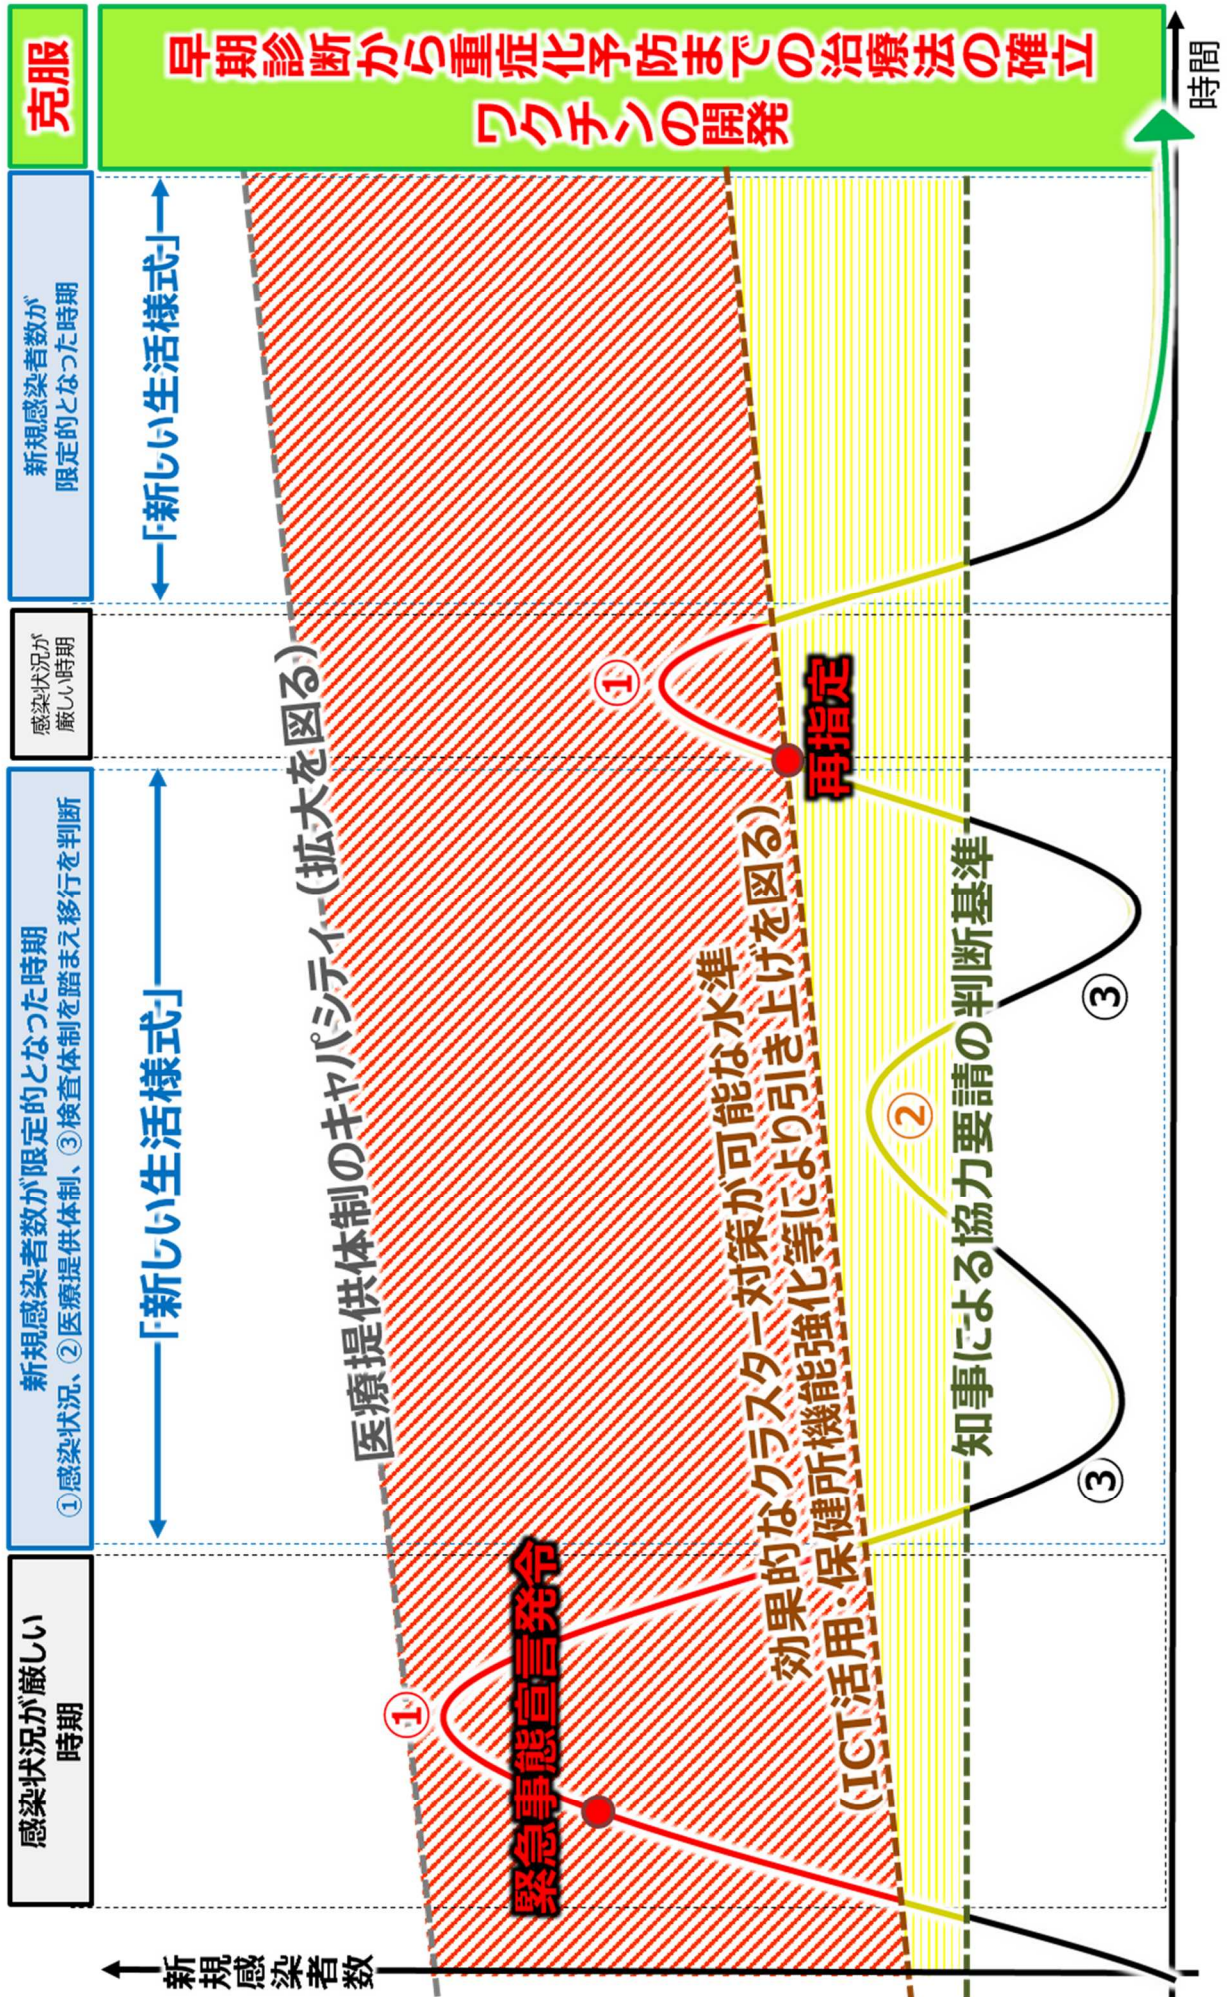 感染状況が厳しい
時期
新規感染者数が限定的となった時期
①感染状況、②医療提供体制、③検査体制を踏まえ移行を判断
感染状況が
厳しい時期
新規感染者数が
限定的となった時期
克服
「新しい生活様式」
「新しい生活様式」
早期診断から重症化予防までの治療法の確立
ワクチンの開発
新規感染者数
医療提供体制のキャパシティー(拡大を図る)
①
緊急事態宣言発令
①
効果的なクラスター対策が可能な水準
(ICT活用・保健所機能強化等により引き上げを図る)
再指定
②
知事による協力要請の判断基準
③
③
時間